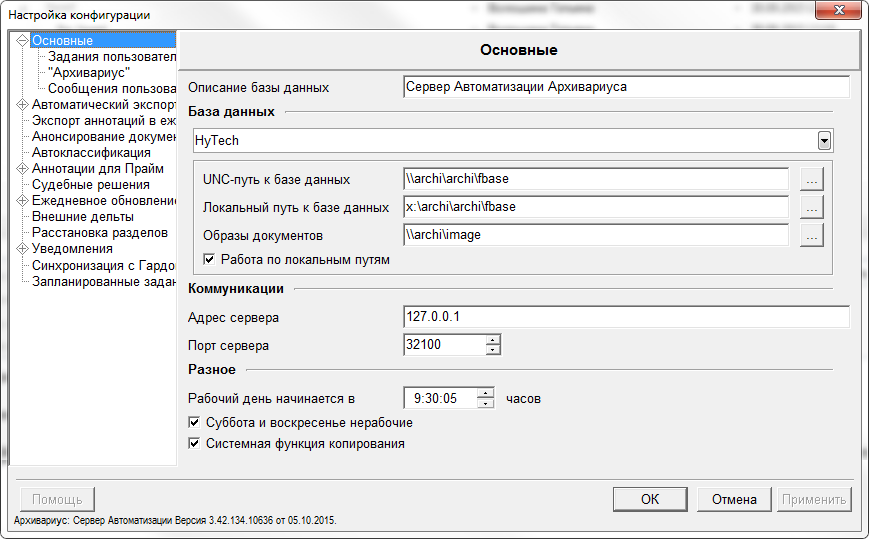 Настройка конфигурации
Основные
Задания пользовател
"Архивариус"
Сообщения пользова
Автоматический экспорт
Экспорт аннотаций в еж
Анонсирование докумен
Автоклассификация
Аннотации для Прайм
Судебные решения
Ежедневное обновление
Внешние дельты
Расстановка разделов
Уведомления
Синхронизация с Гардо
Запланированные задан
Основные
Описание базы данных Сервер Автоматизации Архивариуса
База данных
HyTech
UNC-путь к базе данных \\archi\archi\fbase ...
Локальный путь к базе данных x:\archi\archi\fbase ...
Образы документов \\archi\image ...
Работа по локальным путям
Коммуникации
Адрес сервера 127.0.0.1
Порт сервера 32100
Разное
Рабочий день начинается в 9:30:05 часов
Суббота и воскресенье нерабочие
Системная функция копирования
Помощь OK Отмена Применить
Архивариус: Сервер Автоматизации Версия 3.42.134.10636 от 05.10.2015.